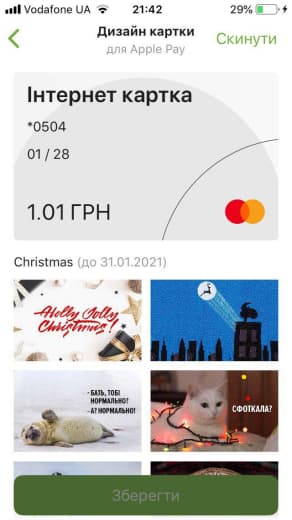 Vodafone UA 21:42 29%
Дизайн картки Скинути
для Apple Pay
Інтернет картка
*0504
01 / 28
1.01 ГРН
Christmas (до 31.01.2021)
Holly Jolly
Christmas!
- БАТЬ, ТОБІ
НОРМАЛЬНО?
- А? НОРМАЛЬНО!
СФОТКАЛА?
Зберегти